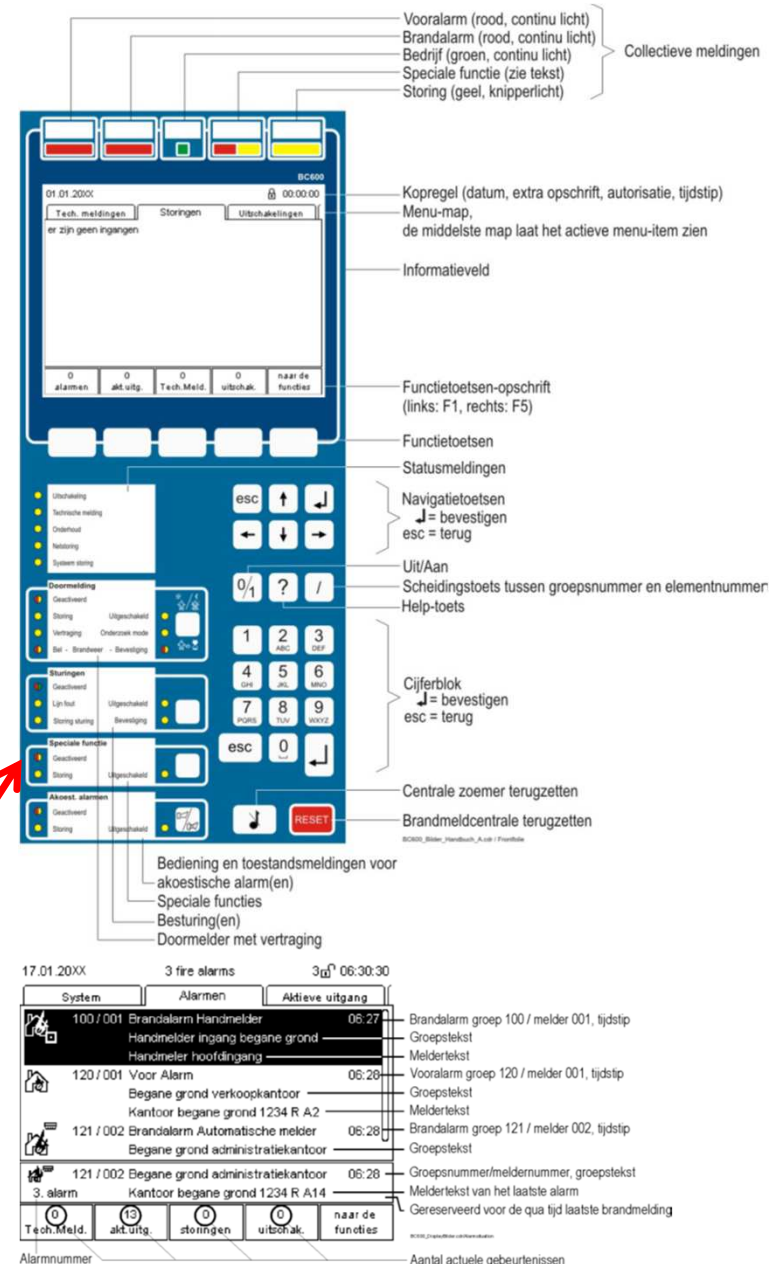 Vooralarm (rood, continu licht)
Brandalarm (rood, continu licht)
Bedrijf (groen, continu licht)
Speciale functie (zie tekst)
Storing (geel, knipperlicht)
Collectieve meldingen
BC600
01.01.20XX 00:00:00
Kopregel (datum, extra opschrift, autorisatie, tijdstip)
Tech. meldingen Storingen Uitschakelingen
Menu-map,
de middelste map laat het actieve menu-item zien
er zijn geen ingangen
Informatieveld
0 0 0 0 naar de
alarmen akt.uitg. Tech.Meld. uitschak. functies
Functietoetsen-opschrift
(links: F1, rechts: F5)
Functietoetsen
Statusmeldingen
Uitschakeling
Technische melding
Onderhoud
Netstoring
Systeem storing
esc ↑ ↵
← ↓ →
Navigatietoetsen
↵ = bevestigen
esc = terug
Uit/Aan
Scheidingstoets tussen groepsnummer en elementnummer
Help-toets
0/1 ? /
Doormelding
Geactiveerd
Storing Uitgeschakeld
Vertraging Onderzoek mode
Bel - Brandweer - Bevestiging
1 2 ABC 3 DEF
4 GHI 5 JKL 6 MNO
7 PQRS 8 TUV 9 WXYZ
esc 0 ↵
Cijferblok
↵ = bevestigen
esc = terug
Sturingen
Geactiveerd
Lijn fout Uitgeschakeld
Storing sturing Bevestiging
Speciale functie
Geactiveerd
Storing Uitgeschakeld
Akoest. alarmen
Geactiveerd
Storing Uitgeschakeld
RESET
Centrale zoemer terugzetten
Brandmeldcentrale terugzetten
BC600_Bilder_Handbuch_A.cdr / Frontfolie
Bediening en toestandsmeldingen voor
akoestische alarm(en)
Speciale functies
Besturing(en)
Doormelder met vertraging
17.01.20XX 3 fire alarms 3 06:30:30
System Alarmen Aktieve uitgang
100 / 001 Brandalarm Handmelder 06:27
Handmelder ingang begane grond
Handmeler hoofdingang
120 / 001 Voor Alarm 06:28
Begane grond verkoopkantoor
Kantoor begane grond 1234 R A2
121 / 002 Brandalarm Automatische melder 06:28
Begane grond administratiekantoor
121 / 002 Begane grond administratiekantoor 06:28
3. alarm Kantoor begane grond 1234 R A14
0 13 0 0 naar de
Tech.Meld. akt.uitg. storingen uitschak. functies
Brandalarm groep 100 / melder 001, tijdstip
Groepstekst
Meldertekst
Vooralarm groep 120 / melder 001, tijdstip
Groepstekst
Meldertekst
Brandalarm groep 121 / melder 002, tijdstip
Groepstekst
Groepsnummer/meldernummer, groepstekst
Meldertekst van het laatste alarm
Gereserveerd voor de qua tijd laatste brandmelding
Alarmnummer
Aantal actuele gebeurtenissen